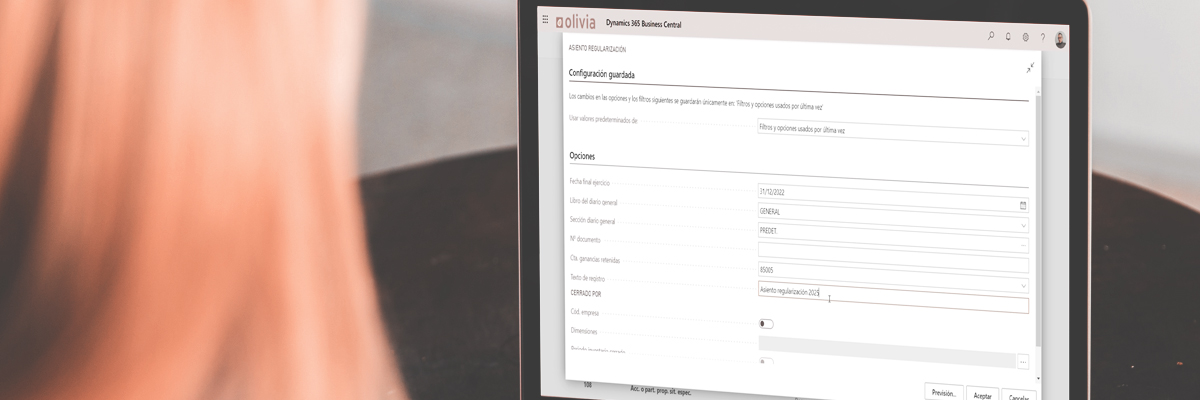 olivia Dynamics 365 Business Central
ASIENTO REGULARIZACIÓN
Configuración guardada
Los cambios en las opciones y los filtros siguientes se guardarán únicamente en: 'Filtros y opciones usados por última vez'
Usar valores predeterminados de
Filtros y opciones usados por última vez
Opciones
Fecha final ejercicio
31/12/2022
Libro del diario general
GENERAL
Sección diario general
PREDET.
Nº documento
Cta. ganancias retenidas
85005
Texto de registro
Asiento regularización 2023
CERRADO POR
Cód. empresa
Dimensiones
108 Acc. o part. prop. sit. espec.
Previsión...
Aceptar
Cancelar